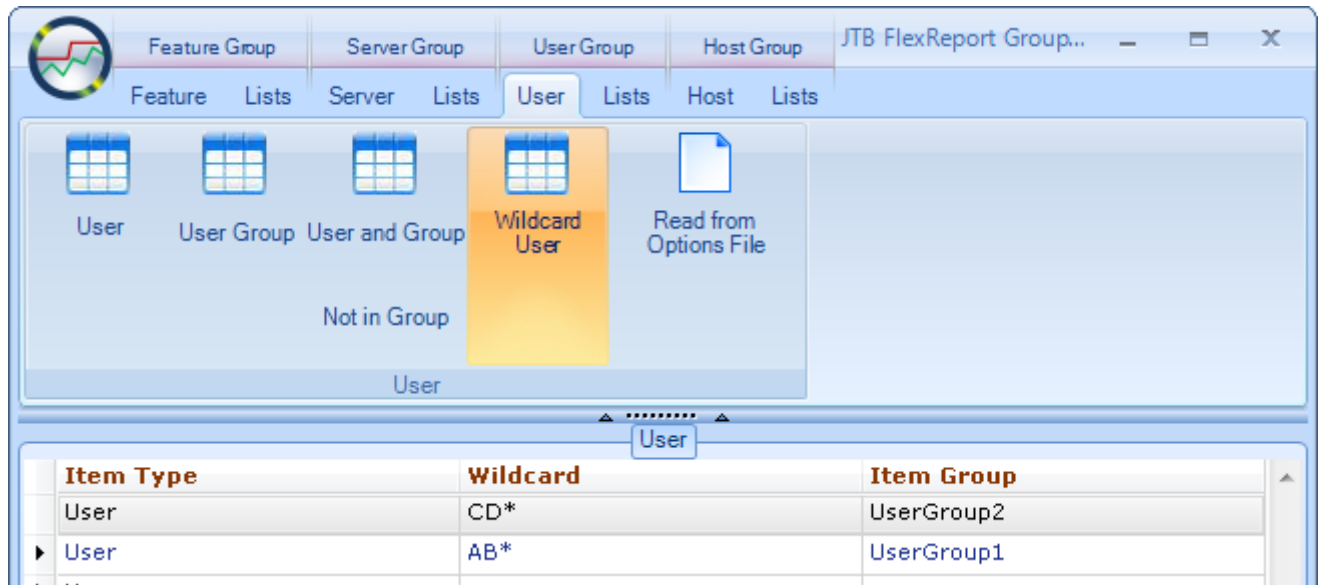 Feature Group Server Group User Group Host Group JTB FlexReport Group...
Feature Lists Server Lists User Lists Host Lists
User
User Group
User and Group
Wildcard
User
Read from
Options File
Not in Group
User
User
Item Type Wildcard Item Group
User CD* UserGroup2
User AB* UserGroup1